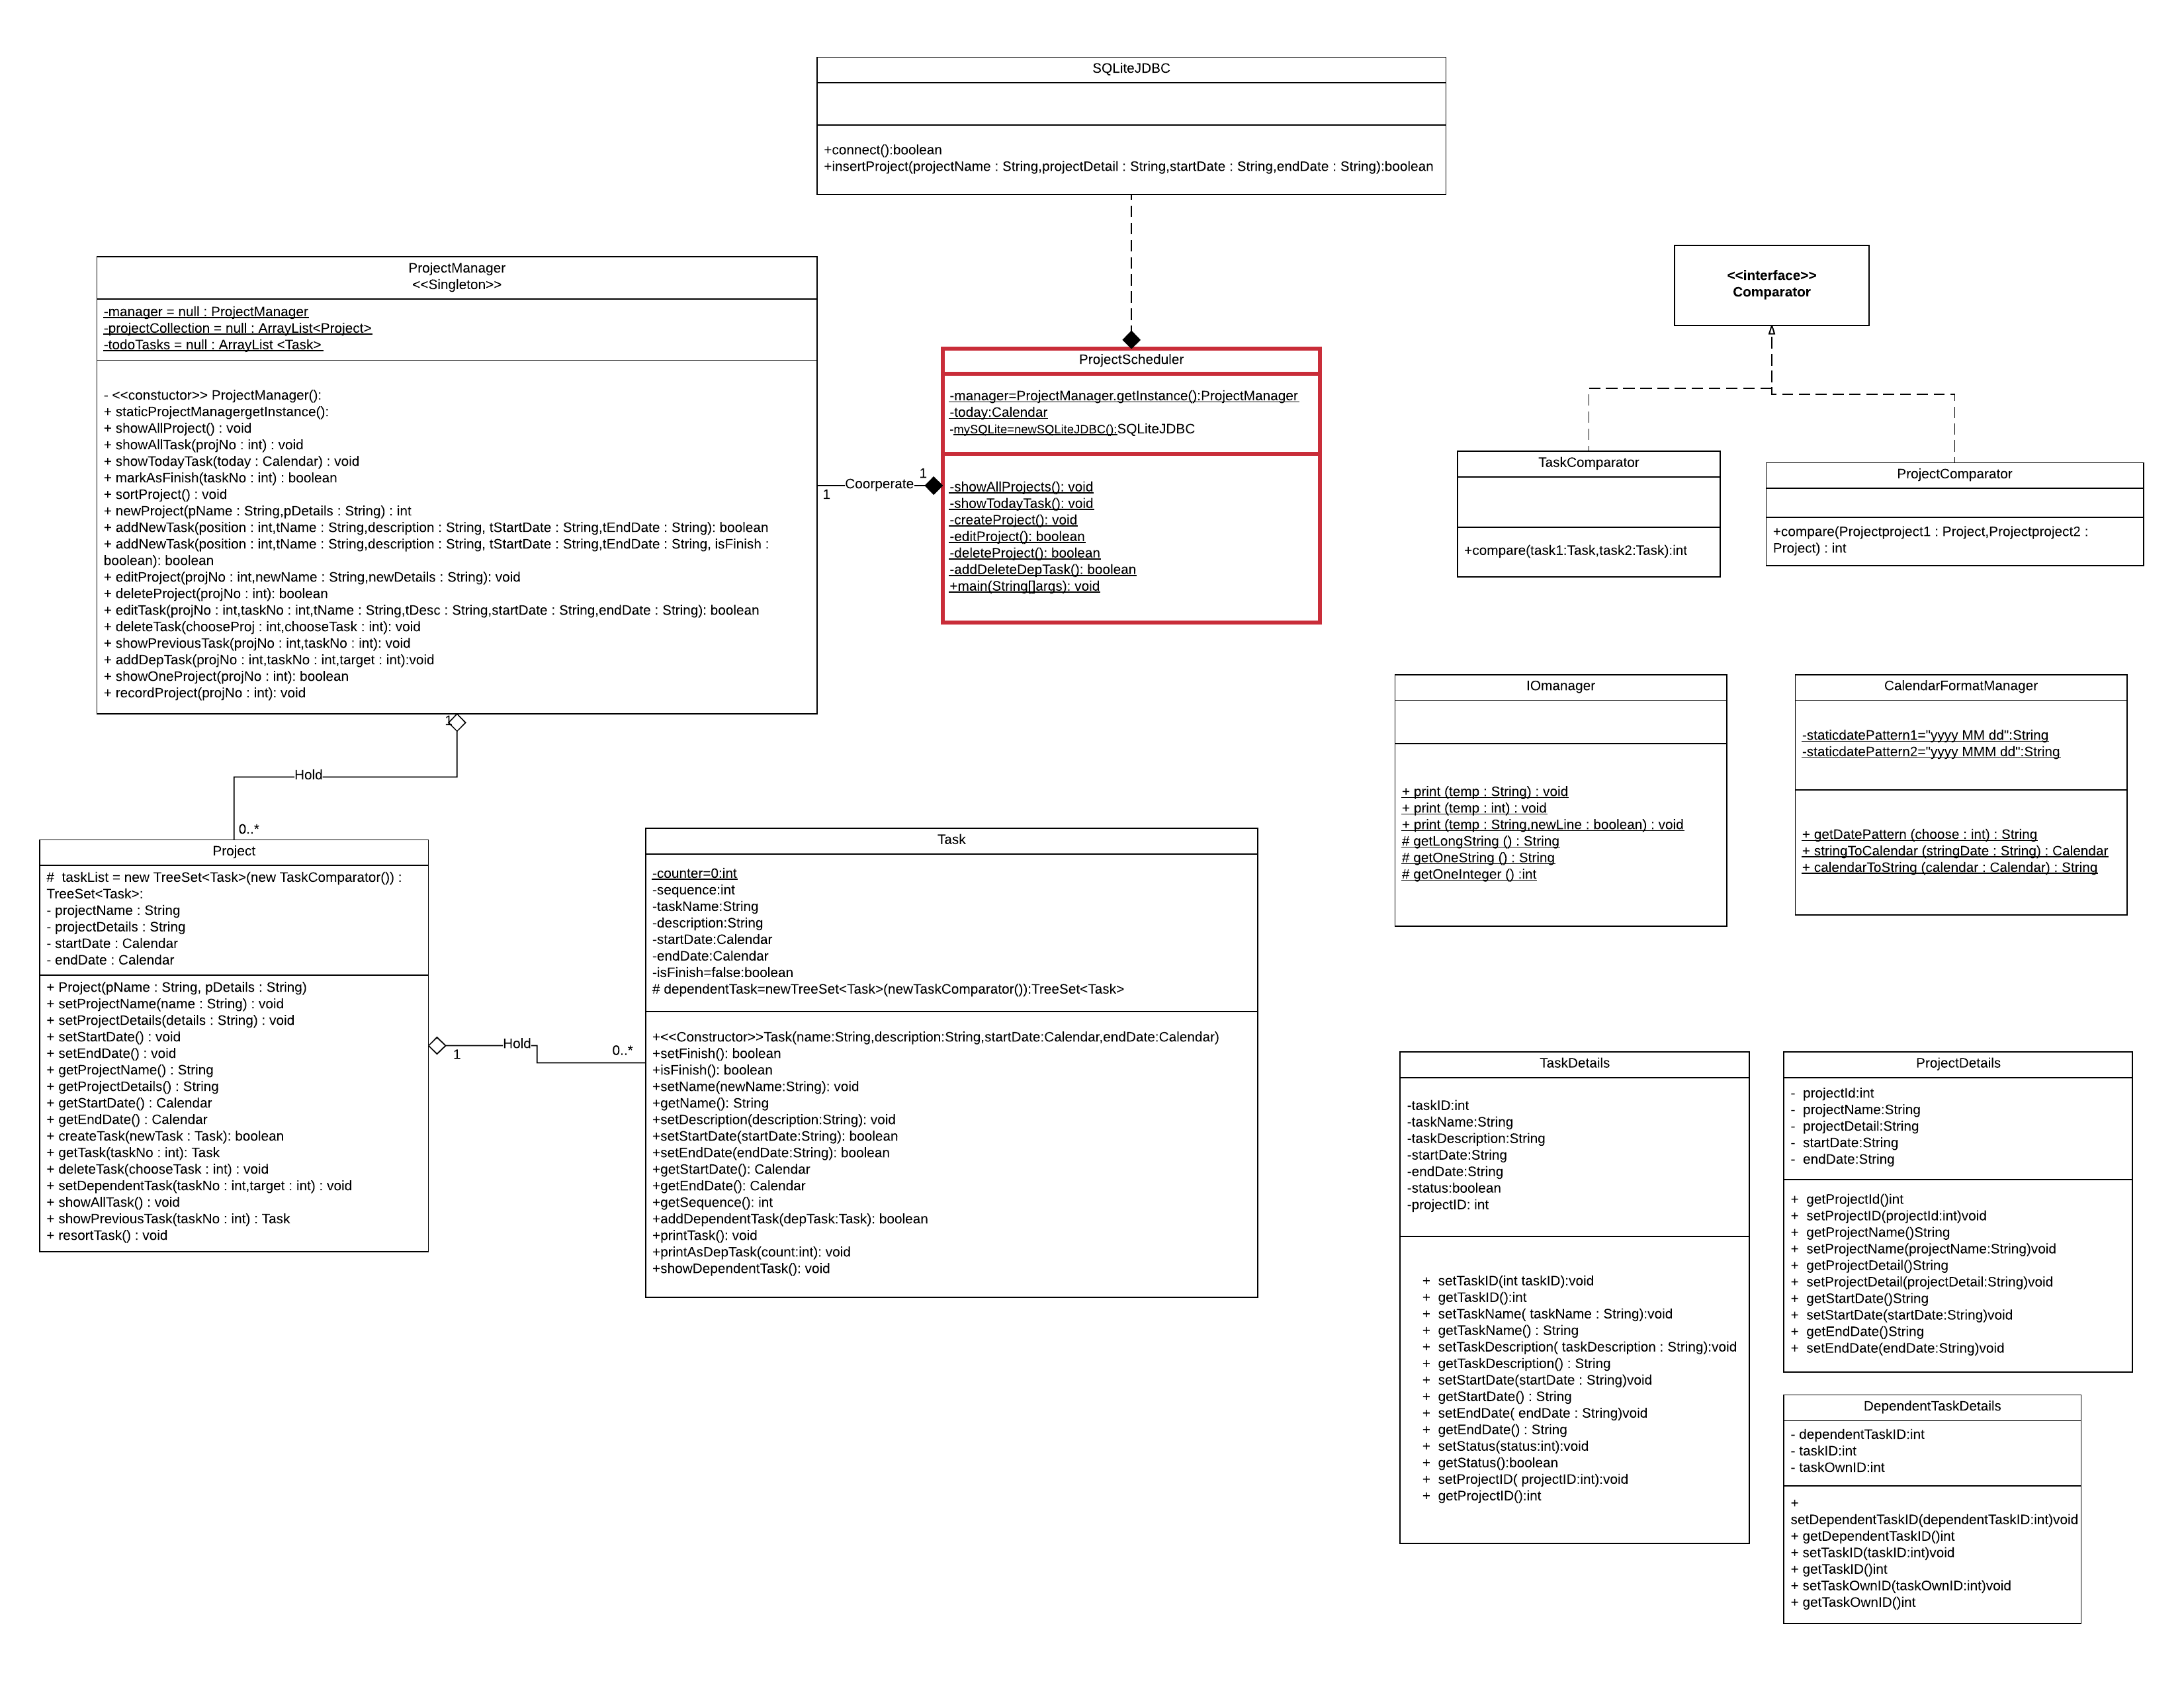 SQLiteJDBC
+connect():boolean
+insertProject(projectName : String,projectDetail : String,startDate : String,endDate : String):boolean
ProjectManager
<<Singleton>>
-manager = null : ProjectManager
-projectCollection = null : ArrayList<Project>
-todoTasks = null : ArrayList <Task>
- <<constuctor>> ProjectManager():
+ staticProjectManagergetInstance():
+ showAllProject() : void
+ showAllTask(projNo : int) : void
+ showTodayTask(today : Calendar) : void
+ markAsFinish(taskNo : int) : boolean
+ sortProject() : void
+ newProject(pName : String,pDetails : String) : int
+ addNewTask(position : int,tName : String,description : String, tStartDate : String,tEndDate : String): boolean
+ addNewTask(position : int,tName : String,description : String, tStartDate : String,tEndDate : String, isFinish :
boolean): boolean
+ editProject(projNo : int,newName : String,newDetails : String): void
+ deleteProject(projNo : int): boolean
+ editTask(projNo : int,taskNo : int,tName : String,tDesc : String,startDate : String,endDate : String): boolean
+ deleteTask(chooseProj : int,chooseTask : int): void
+ showPreviousTask(projNo : int,taskNo : int): void
+ addDepTask(projNo : int,taskNo : int,target : int):void
+ showOneProject(projNo : int): boolean
+ recordProject(projNo : int): void
1
Coorperate
1
ProjectScheduler
-manager=ProjectManager.getInstance():ProjectManager
-today:Calendar
-mySQLite=newSQLiteJDBC():SQLiteJDBC
-showAllProjects(): void
-showTodayTask(): void
-createProject(): void
-editProject(): boolean
-deleteProject(): boolean
-addDeleteDepTask(): boolean
+main(String[]args): void
<<interface>>
Comparator
TaskComparator
+compare(task1:Task,task2:Task):int
ProjectComparator
+compare(Projectproject1 : Project,Projectproject2 :
Project) : int
IOmanager
+ print (temp : String) : void
+ print (temp : int) : void
+ print (temp : String,newLine : boolean) : void
# getLongString () : String
# getOneString () : String
# getOneInteger () :int
CalendarFormatManager
-staticdatePattern1="yyyy MM dd":String
-staticdatePattern2="yyyy MMM dd":String
+ getDatePattern (choose : int) : String
+ stringToCalendar (stringDate : String) : Calendar
+ calendarToString (calendar : Calendar) : String
1
Hold
0..*
Project
# taskList = new TreeSet<Task>(new TaskComparator()) :
TreeSet<Task>:
- projectName : String
- projectDetails : String
- startDate : Calendar
- endDate : Calendar
+ Project(pName : String, pDetails : String)
+ setProjectName(name : String) : void
+ setProjectDetails(details : String) : void
+ setStartDate() : void
+ setEndDate() : void
+ getProjectName() : String
+ getProjectDetails() : String
+ getStartDate() : Calendar
+ getEndDate() : Calendar
+ createTask(newTask : Task): boolean
+ getTask(taskNo : int): Task
+ deleteTask(chooseTask : int) : void
+ setDependentTask(taskNo : int,target : int) : void
+ showAllTask() : void
+ showPreviousTask(taskNo : int) : Task
+ resortTask() : void
1
Hold
0..*
Task
-counter=0:int
-sequence:int
-taskName:String
-description:String
-startDate:Calendar
-endDate:Calendar
-isFinish=false:boolean
# dependentTask=newTreeSet<Task>(newTaskComparator()):TreeSet<Task>
+<<Constructor>>Task(name:String,description:String,startDate:Calendar,endDate:Calendar)
+setFinish(): boolean
+isFinish(): boolean
+setName(newName:String): void
+getName(): String
+setDescription(description:String): void
+setStartDate(startDate:String): boolean
+setEndDate(endDate:String): boolean
+getStartDate(): Calendar
+getEndDate(): Calendar
+getSequence(): int
+addDependentTask(depTask:Task): boolean
+printTask(): void
+printAsDepTask(count:int): void
+showDependentTask(): void
TaskDetails
-taskID:int
-taskName:String
-taskDescription:String
-startDate:String
-endDate:String
-status:boolean
-projectID: int
+ setTaskID(int taskID):void
+ getTaskID():int
+ setTaskName( taskName : String):void
+ getTaskName() : String
+ setTaskDescription( taskDescription : String):void
+ getTaskDescription() : String
+ setStartDate(startDate : String)void
+ getStartDate() : String
+ setEndDate( endDate : String)void
+ getEndDate() : String
+ setStatus(status:int):void
+ getStatus():boolean
+ setProjectID( projectID:int):void
+ getProjectID():int
ProjectDetails
- projectId:int
- projectName:String
- projectDetail:String
- startDate:String
- endDate:String
+ getProjectId()int
+ setProjectID(projectId:int)void
+ getProjectName()String
+ setProjectName(projectName:String)void
+ getProjectDetail()String
+ setProjectDetail(projectDetail:String)void
+ getStartDate()String
+ setStartDate(startDate:String)void
+ getEndDate()String
+ setEndDate(endDate:String)void
DependentTaskDetails
- dependentTaskID:int
- taskID:int
- taskOwnID:int
+
setDependentTaskID(dependentTaskID:int)void
+ getDependentTaskID()int
+ setTaskID(taskID:int)void
+ getTaskID()int
+ setTaskOwnID(taskOwnID:int)void
+ getTaskOwnID()int